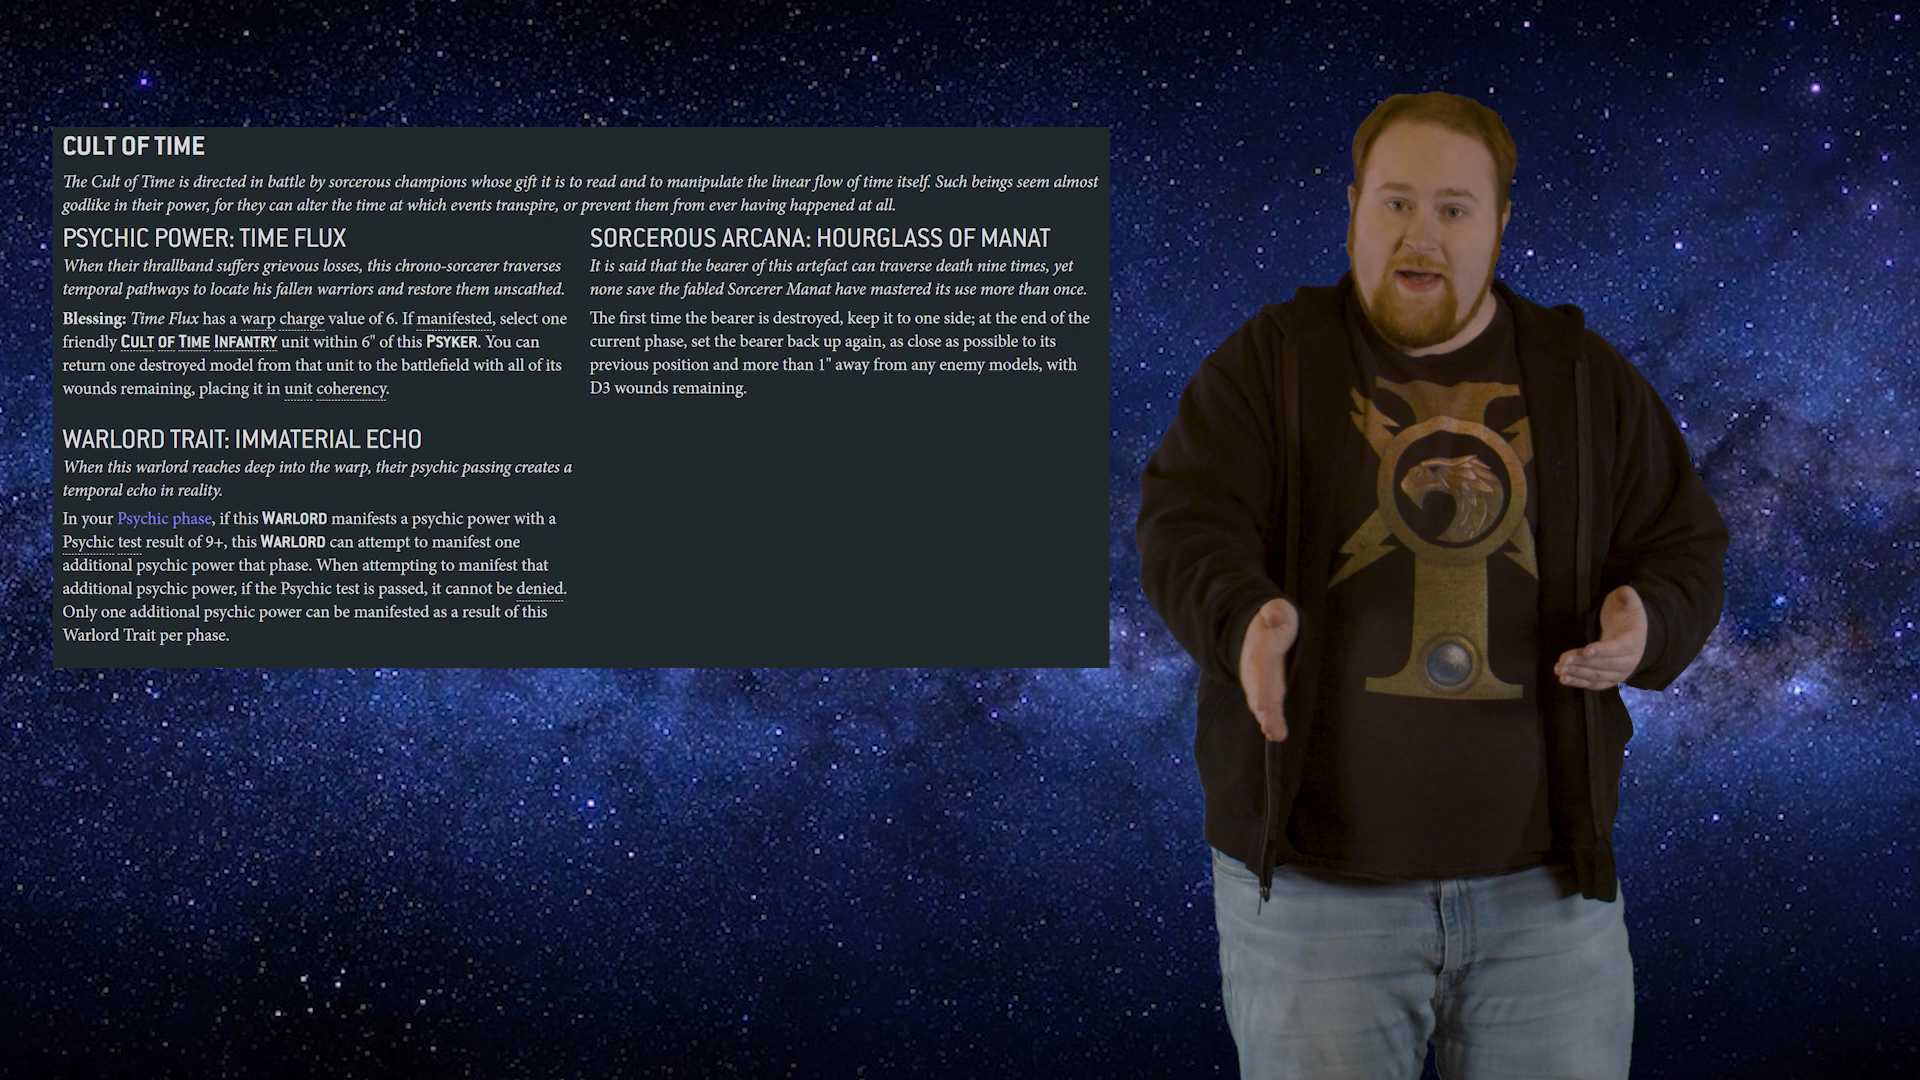 CULT OF TIME
The Cult of Time is directed in battle by sorcerous champions whose gift it is to read and to manipulate the linear flow of time itself. Such beings seem almost
godlike in their power, for they can alter the time at which events transpire, or prevent them from ever having happened at all.
PSYCHIC POWER: TIME FLUX
When their thrallband suffers grievous losses, this chrono-sorcerer traverses
temporal pathways to locate his fallen warriors and restore them unscathed.
Blessing: Time Flux has a warp charge value of 6. If manifested, select one
friendly CULT OF TIME INFANTRY unit within 6" of this PSYKER. You can
return one destroyed model from that unit to the battlefield with all of its
wounds remaining, placing it in unit coherency.
WARLORD TRAIT: IMMATERIAL ECHO
When this warlord reaches deep into the warp, their psychic passing creates a
temporal echo in reality.
In your Psychic phase, if this WARLORD manifests a psychic power with a
Psychic test result of 9+, this WARLORD can attempt to manifest one
additional psychic power that phase. When attempting to manifest that
additional psychic power, if the Psychic test is passed, it cannot be denied.
Only one additional psychic power can be manifested as a result of this
Warlord Trait per phase.
SORCEROUS ARCANA: HOURGLASS OF MANAT
It is said that the bearer of this artefact can traverse death nine times, yet
none save the fabled Sorcerer Manat have mastered its use more than once.
The first time the bearer is destroyed, keep it to one side; at the end of the
current phase, set the bearer back up again, as close as possible to its
previous position and more than 1" away from any enemy models, with
D3 wounds remaining.